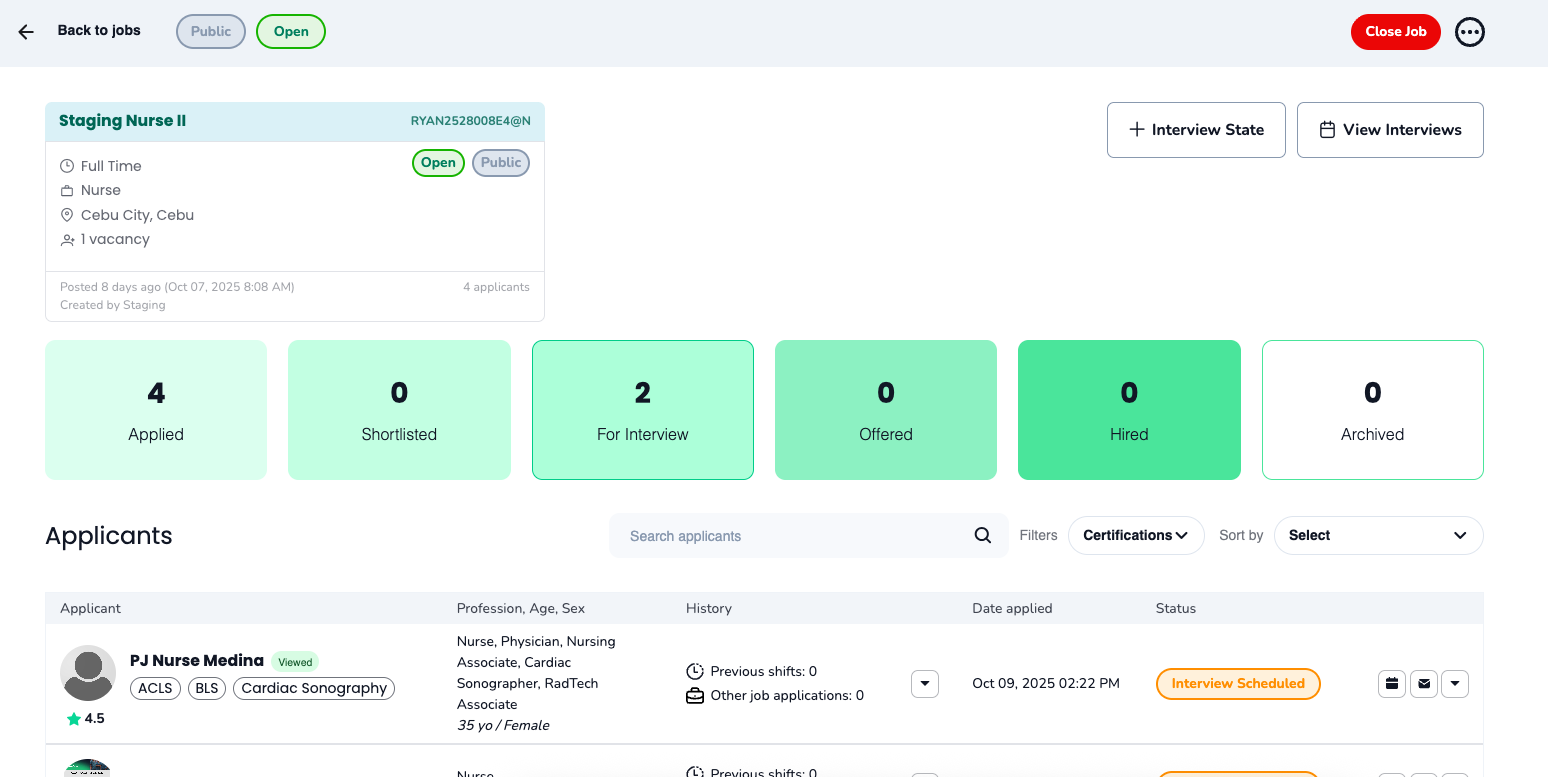 Back to jobs
Public
Open
Close Job
Staging Nurse II
RYAN2528008E4@N
Interview State
View Interviews
Full Time
Open
Public
Nurse
Cebu City, Cebu
1 vacancy
Posted 8 days ago (Oct 07, 2025 8:08 AM)
4 applicants
Created by Staging
4
Applied
0
Shortlisted
2
For Interview
0
Offered
0
Hired
0
Archived
Applicants
Search applicants
Filters
Certifications
Sort by
Select
Applicant
Profession, Age, Sex
History
Date applied
Status
PJ Nurse Medina
Viewed
ACLS
BLS
Cardiac Sonography
4.5
Nurse, Physician, Nursing
Associate, Cardiac
Sonographer, RadTech
Associate
35 yo / Female
Previous shifts: 0
Other job applications: 0
Oct 09, 2025 02:22 PM
Interview Scheduled
Nurse
Previous shifts: 0